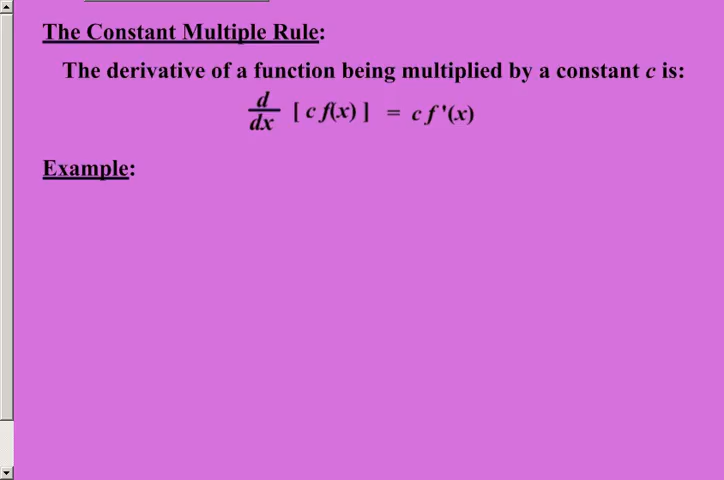 The Constant Multiple Rule:
The derivative of a function being multiplied by a constant c is:
d/dx [ c f(x) ] = c f '(x)
Example: